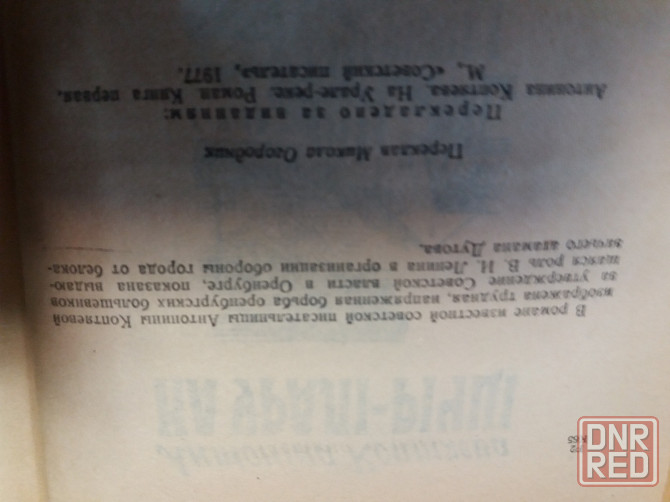 В романе известной советской писательницы Антонины Коптяевой
изображена трудная, напряженная борьба оренбургских большевиков
за утверждение Советской власти в Оренбурге, показана выдаю-
щаяся роль В. И. Ленина в организации обороны города от белока-
зачьего атамана Дутова.
Переклав Микола Огородник
Перекладено за виданням:
Антонина Коптяева. На Урале-реке. Роман. Книга первая.
М., «Советский писатель», 1977.
DNR
RED